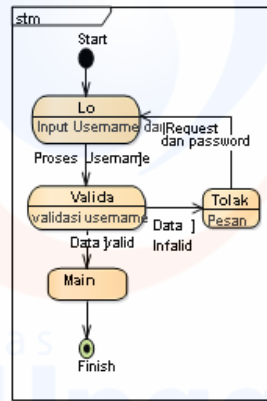 stm
Start
Lo
Input Username dan
[Request
dan password
Proses Username
Valida
validasi username
Tolak
Pesan
Data ]valid
Data ]
Infalid
Main
Finish